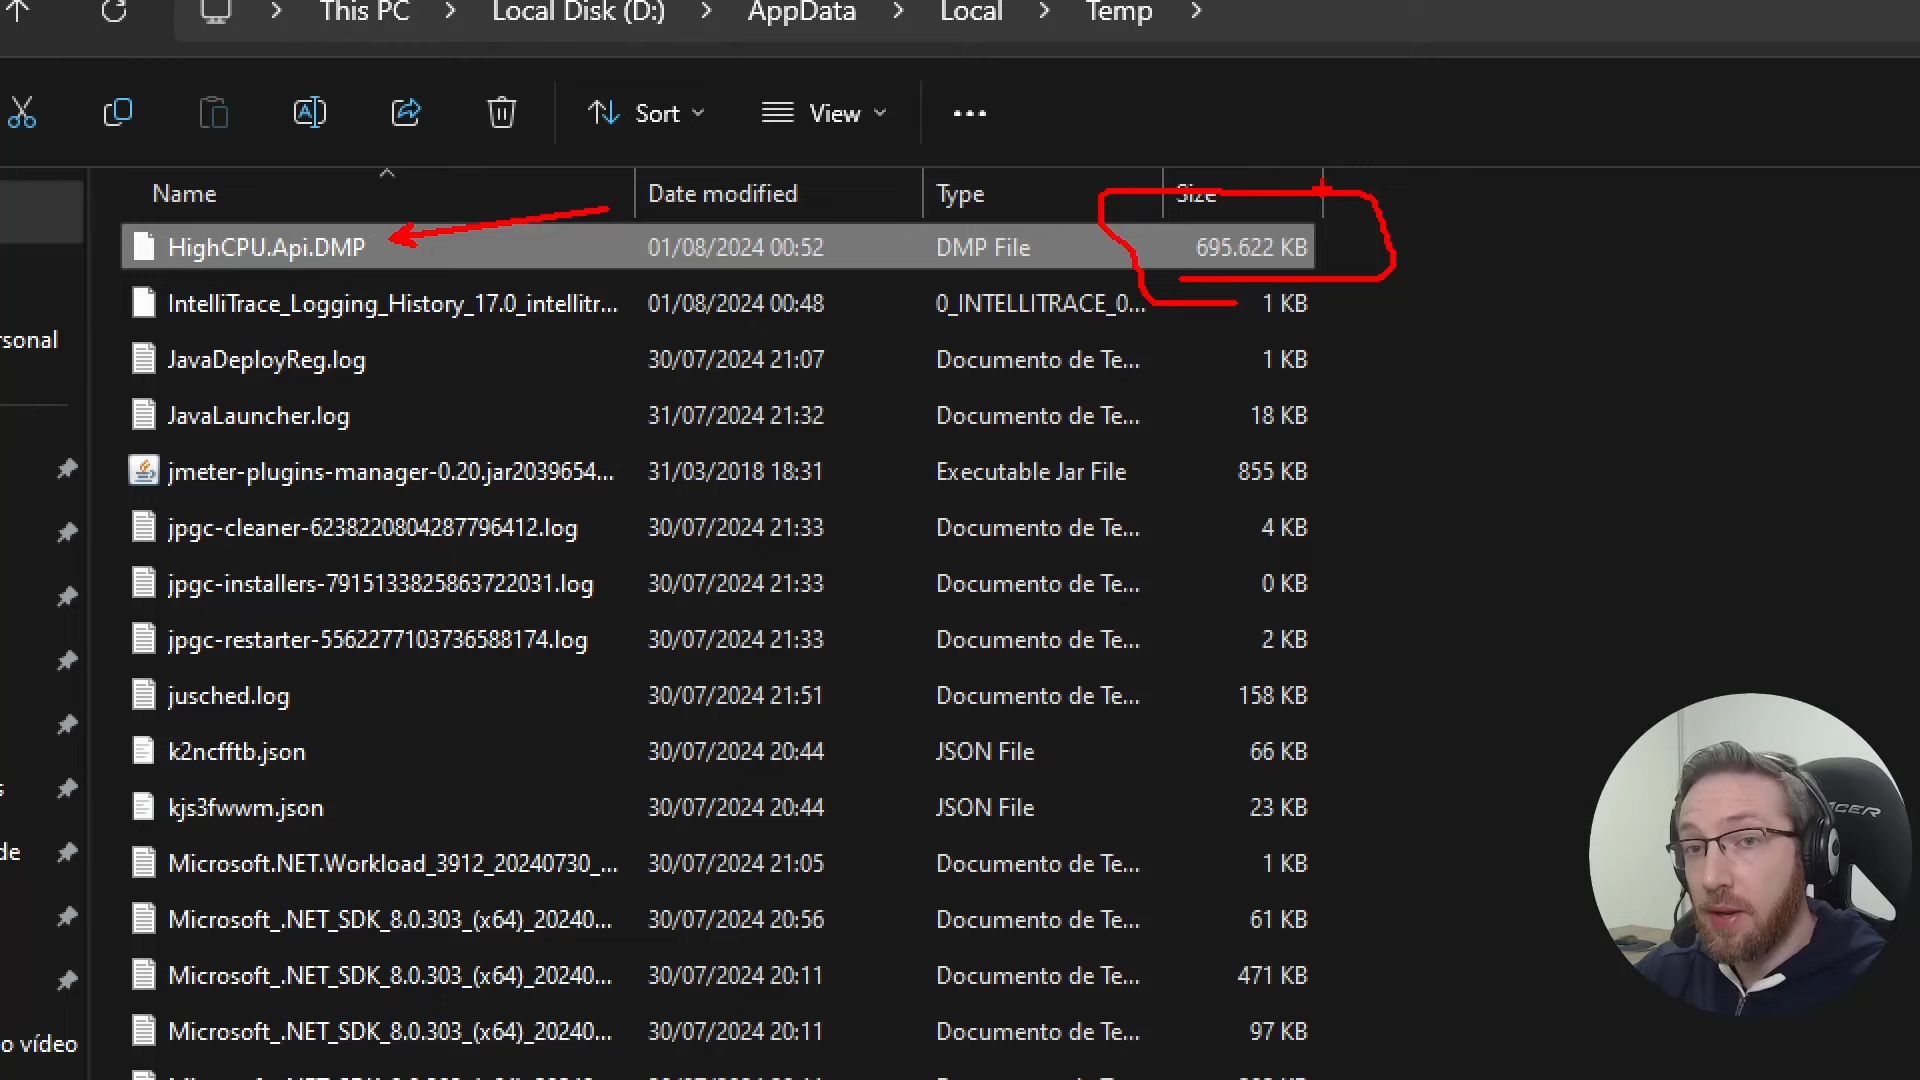 This PC > Local Disk (D:) > AppData > Local > Temp >
Sort View
Name Date modified Type Size
HighCPU.Api.DMP 01/08/2024 00:52 DMP File 695.622 KB
IntelliTrace_Logging_History_17.0_intellitr... 01/08/2024 00:48 0_INTELLITRACE_0... 1 KB
rsonal
JavaDeployReg.log 30/07/2024 21:07 Documento de Te... 1 KB
JavaLauncher.log 31/07/2024 21:32 Documento de Te... 18 KB
jmeter-plugins-manager-0.20.jar2039654... 31/03/2018 18:31 Executable Jar File 855 KB
jpgc-cleaner-6238220804287796412.log 30/07/2024 21:33 Documento de Te... 4 KB
jpgc-installers-7915133825863722031.log 30/07/2024 21:33 Documento de Te... 0 KB
jpgc-restarter-5562277103736588174.log 30/07/2024 21:33 Documento de Te... 2 KB
jusched.log 30/07/2024 21:51 Documento de Te... 158 KB
k2ncfftb.json 30/07/2024 20:44 JSON File 66 KB
s
kjs3fwwm.json 30/07/2024 20:44 JSON File 23 KB
de
Microsoft.NET.Workload_3912_20240730_... 30/07/2024 21:05 Documento de Te... 1 KB
Microsoft_.NET_SDK_8.0.303_(x64)_20240... 30/07/2024 20:56 Documento de Te... 61 KB
Microsoft_.NET_SDK_8.0.303_(x64)_20240... 30/07/2024 20:11 Documento de Te... 471 KB
Microsoft_.NET_SDK_8.0.303_(x64)_20240... 30/07/2024 20:11 Documento de Te... 97 KB
o vídeo